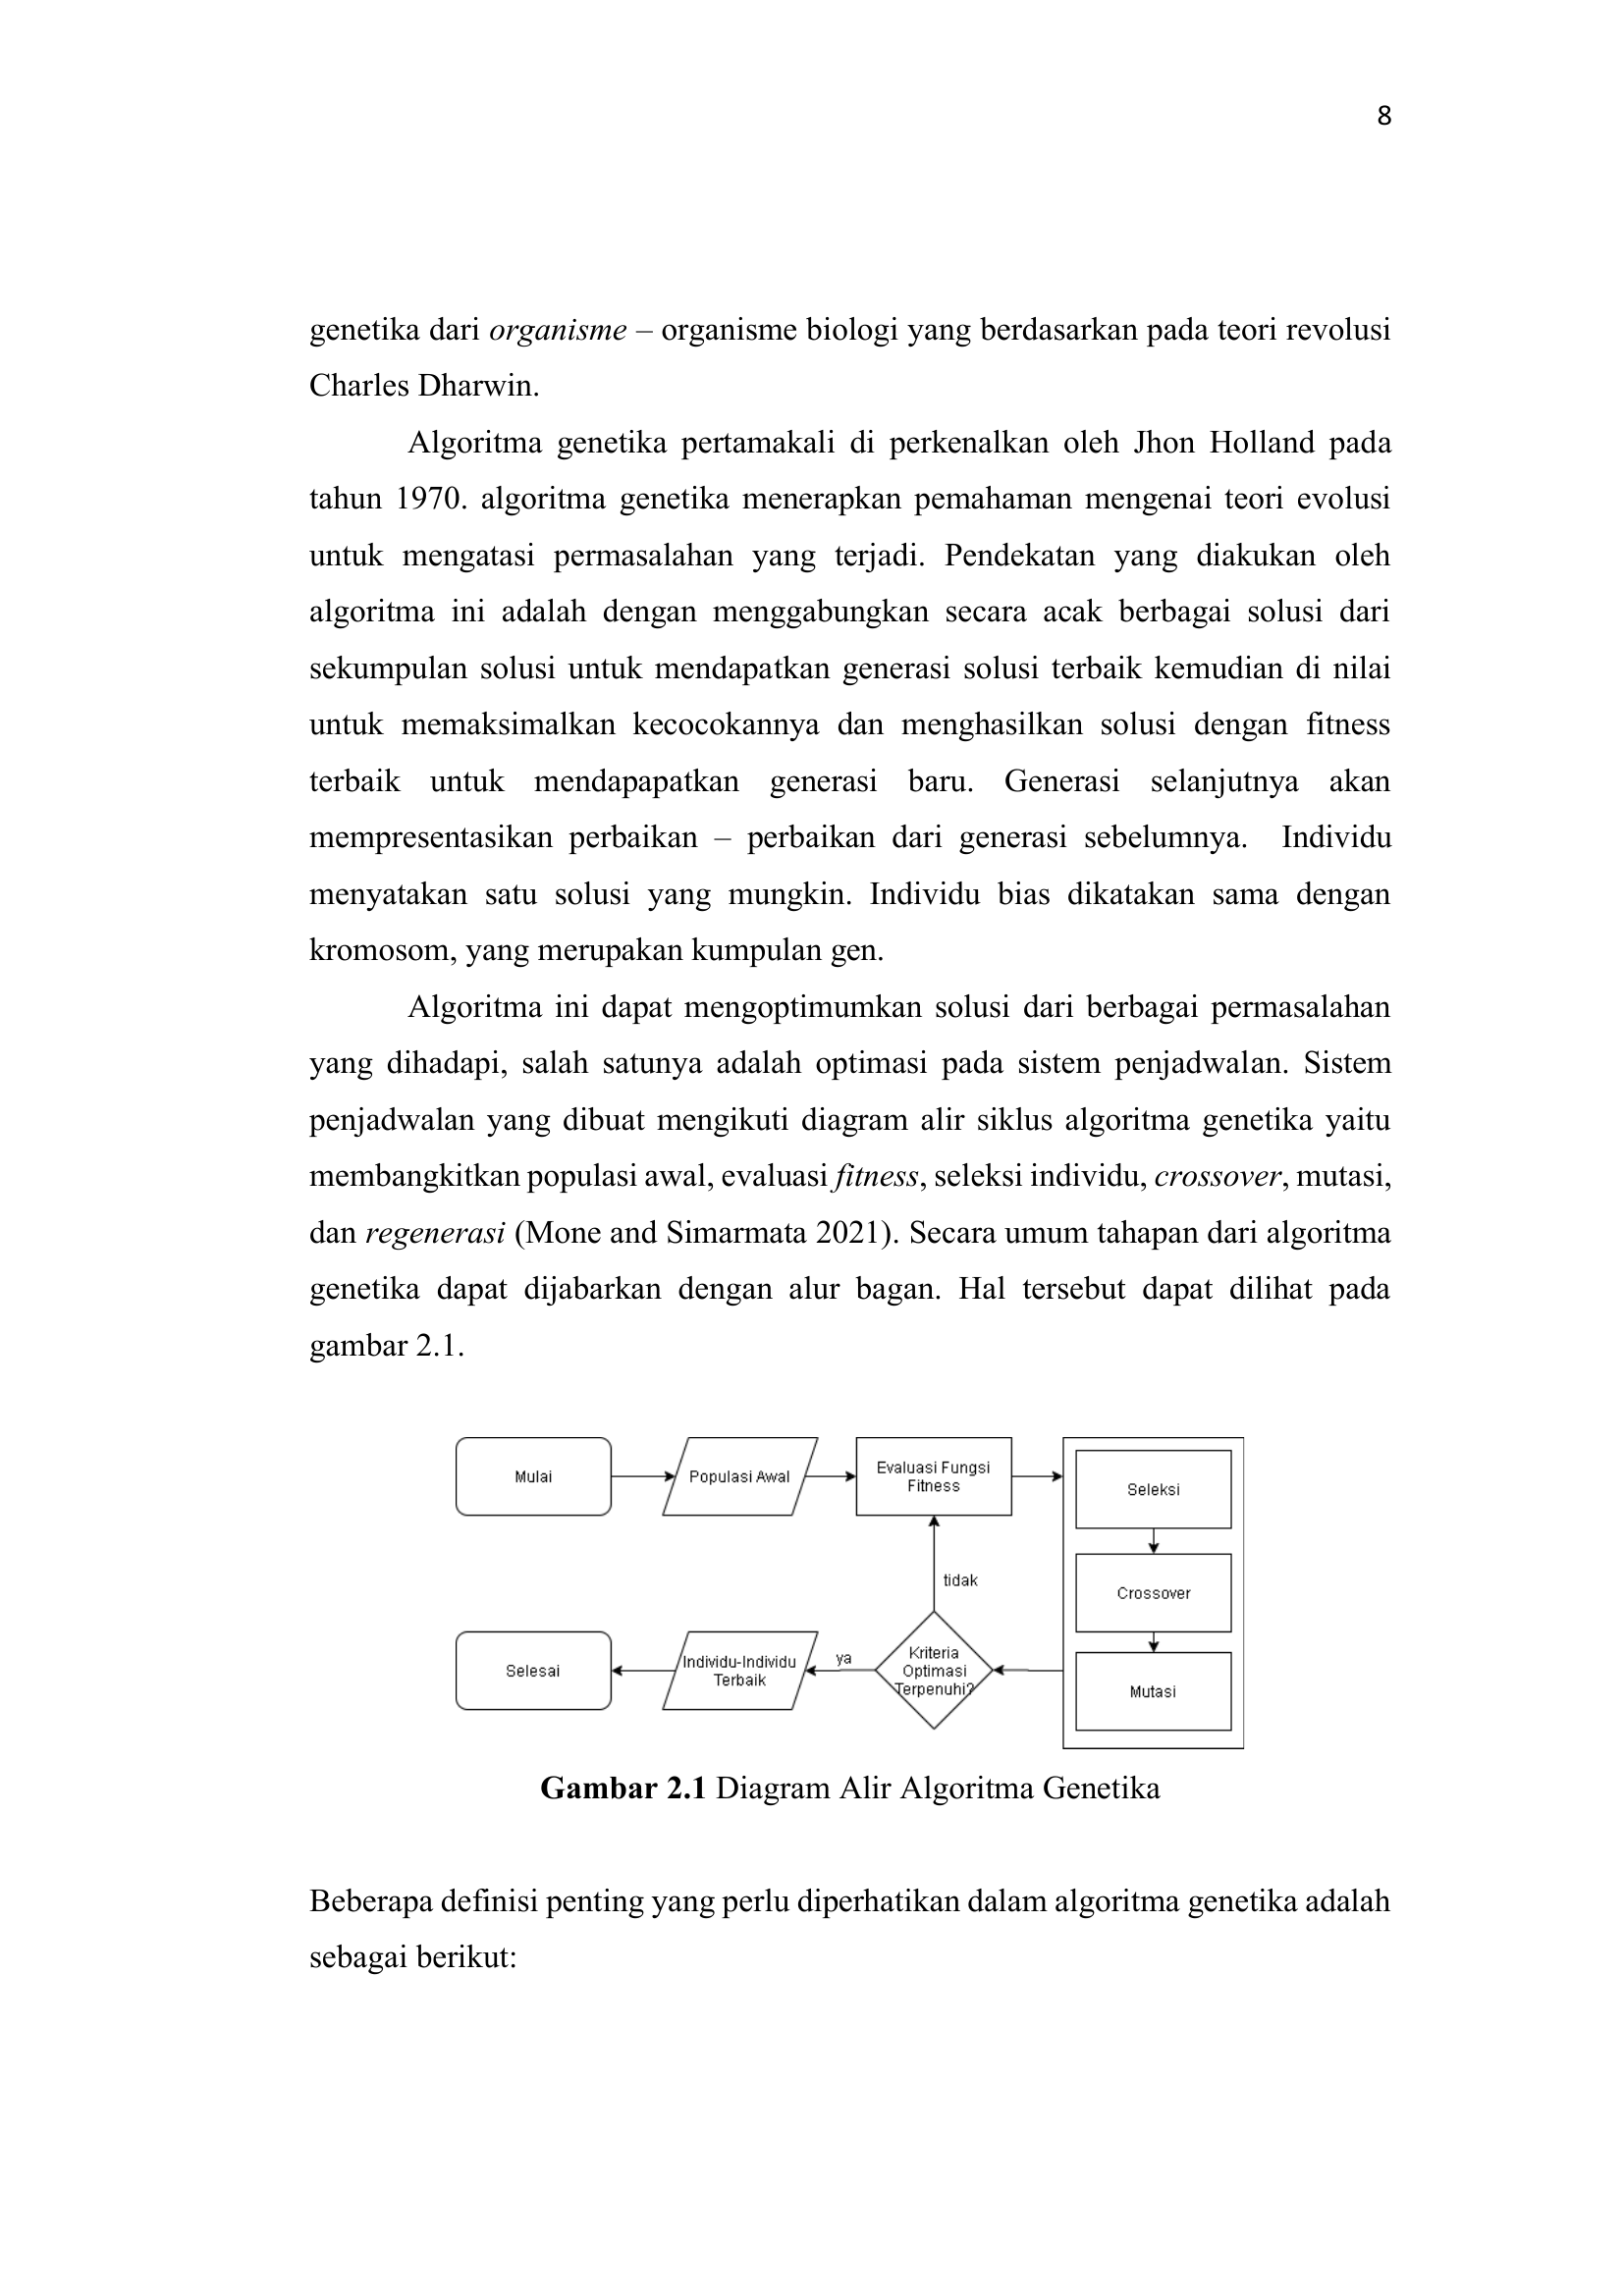 8
genetika dari organisme – organisme biologi yang berdasarkan pada teori revolusi
Charles Dharwin.
Algoritma genetika pertamakali di perkenalkan oleh Jhon Holland pada
tahun 1970. algoritma genetika menerapkan pemahaman mengenai teori evolusi
untuk mengatasi permasalahan yang terjadi. Pendekatan yang diakukan oleh
algoritma ini adalah dengan menggabungkan secara acak berbagai solusi dari
sekumpulan solusi untuk mendapatkan generasi solusi terbaik kemudian di nilai
untuk memaksimalkan kecocokannya dan menghasilkan solusi dengan fitness
terbaik untuk mendapapatkan generasi baru. Generasi selanjutnya akan
mempresentasikan perbaikan – perbaikan dari generasi sebelumnya. Individu
menyatakan satu solusi yang mungkin. Individu bias dikatakan sama dengan
kromosom, yang merupakan kumpulan gen.
Algoritma ini dapat mengoptimumkan solusi dari berbagai permasalahan
yang dihadapi, salah satunya adalah optimasi pada sistem penjadwalan. Sistem
penjadwalan yang dibuat mengikuti diagram alir siklus algoritma genetika yaitu
membangkitkan populasi awal, evaluasi fitness, seleksi individu, crossover, mutasi,
dan regenerasi (Mone and Simarmata 2021). Secara umum tahapan dari algoritma
genetika dapat dijabarkan dengan alur bagan. Hal tersebut dapat dilihat pada
gambar 2.1.
Mulai
Populasi Awal
Evaluasi Fungsi
Fitness
Seleksi
Crossover
Mutasi
tidak
Kriteria
Optimasi
Terpenuhi?
ya
Individu-Individu
Terbaik
Selesai
Gambar 2.1 Diagram Alir Algoritma Genetika
Beberapa definisi penting yang perlu diperhatikan dalam algoritma genetika adalah
sebagai berikut: